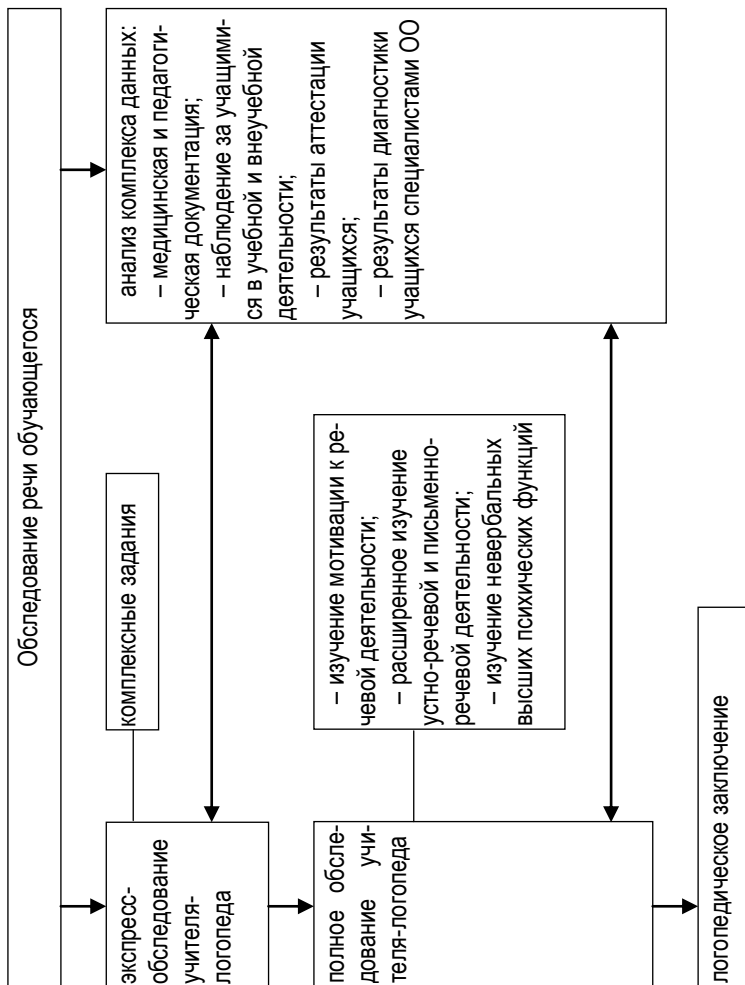 Обследование речи обучающегося
экспресс-
обследование
учителя-
логопеда
комплексные задания
анализ комплекса данных:
– медицинская и педагоги-
ческая документация;
– наблюдение за учащими-
ся в учебной и внеучебной
деятельности;
– результаты аттестации
учащихся;
– результаты диагностики
учащихся специалистами ОО
полное обсле-
дование учи-
теля-логопеда
– изучение мотивации к ре-
чевой деятельности;
– расширенное изучение
устно-речевой и письменно-
речевой деятельности;
– изучение невербальных
высших психических функций
логопедическое заключение